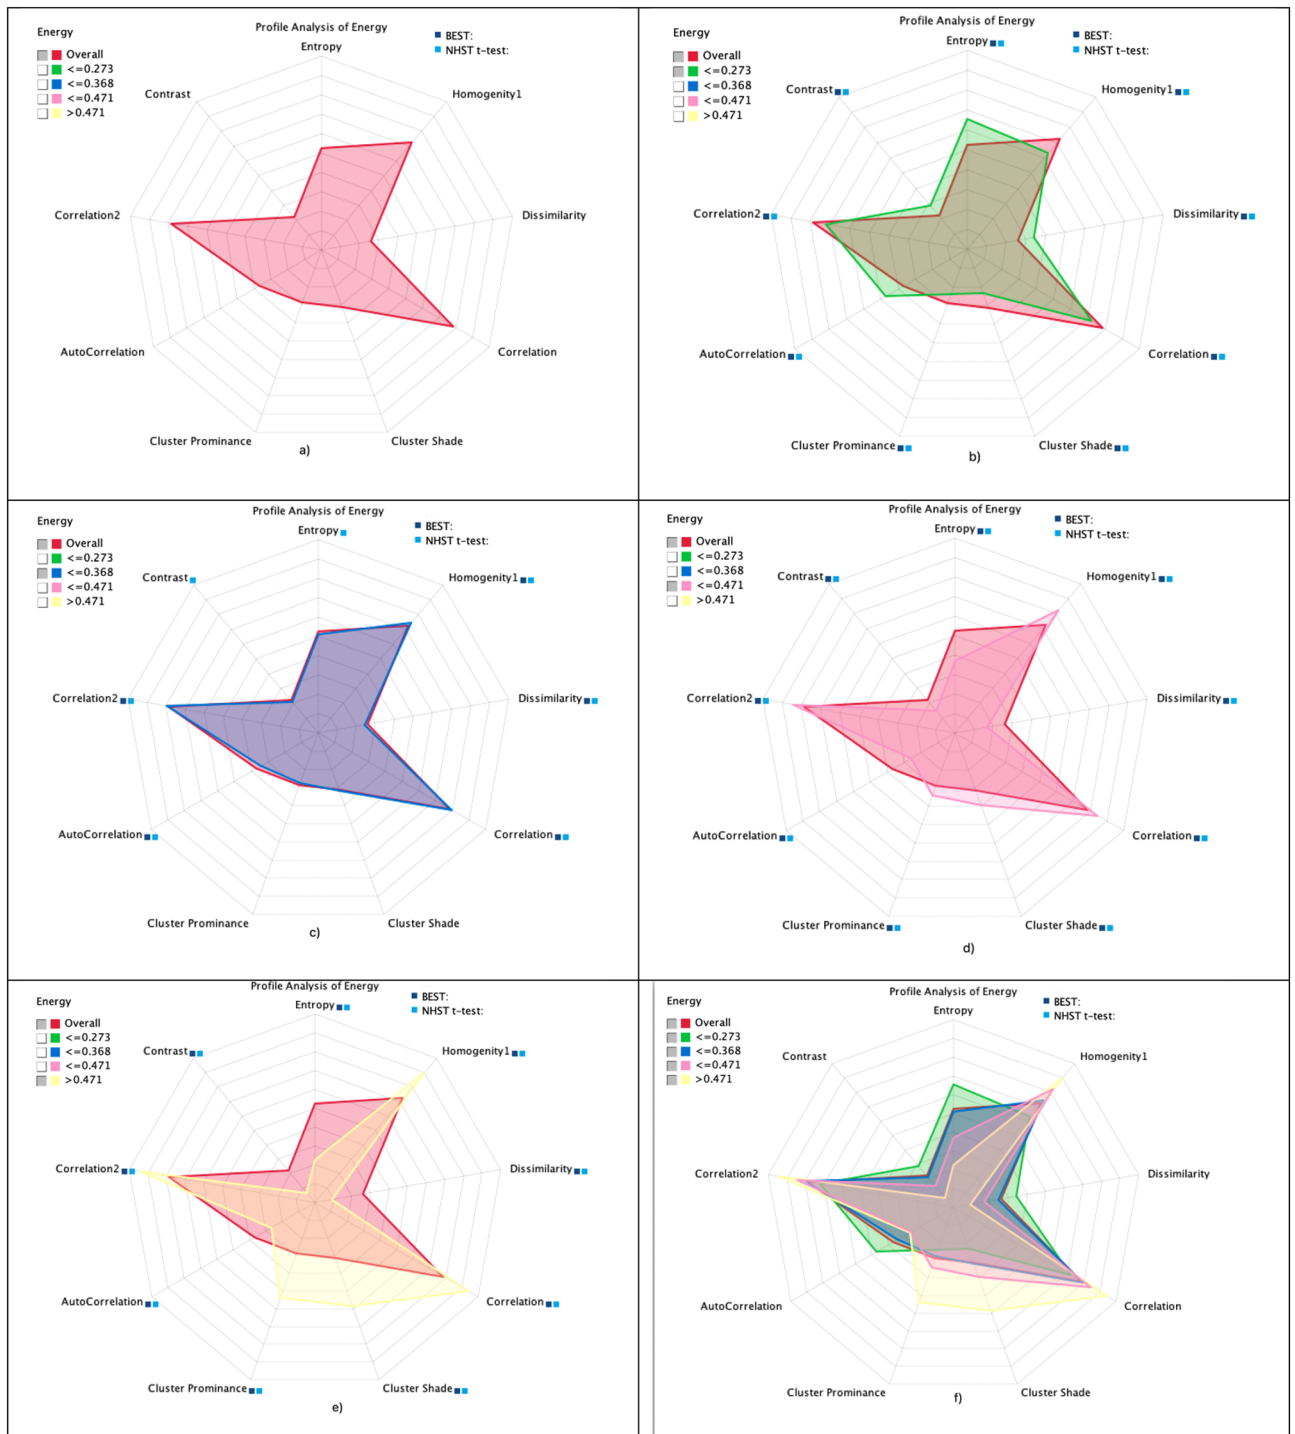 Profile Analysis of Energy
Energy
BEST:
NHST t-test:
Overall
<=0.273
<=0.368
<=0.471
>0.471
Entropy
Contrast
Homogenity1
Correlation2
Dissimilarity
AutoCorrelation
Correlation
Cluster Prominance
Cluster Shade
a)
Profile Analysis of Energy
Energy
BEST:
NHST t-test:
Overall
<=0.273
<=0.368
<=0.471
>0.471
Entropy
Contrast
Homogenity1
Correlation2
Dissimilarity
AutoCorrelation
Correlation
Cluster Prominance
Cluster Shade
b)
Profile Analysis of Energy
Energy
BEST:
NHST t-test:
Overall
<=0.273
<=0.368
<=0.471
>0.471
Entropy
Contrast
Homogenity1
Correlation2
Dissimilarity
AutoCorrelation
Correlation
Cluster Prominance
Cluster Shade
c)
Profile Analysis of Energy
Energy
BEST:
NHST t-test:
Overall
<=0.273
<=0.368
<=0.471
>0.471
Entropy
Contrast
Homogenity1
Correlation2
Dissimilarity
AutoCorrelation
Correlation
Cluster Prominance
Cluster Shade
d)
Profile Analysis of Energy
Energy
BEST:
NHST t-test:
Overall
<=0.273
<=0.368
<=0.471
>0.471
Entropy
Contrast
Homogenity1
Correlation2
Dissimilarity
AutoCorrelation
Correlation
Cluster Prominance
Cluster Shade
e)
Profile Analysis of Energy
Energy
BEST:
NHST t-test:
Overall
<=0.273
<=0.368
<=0.471
>0.471
Entropy
Contrast
Homogenity1
Correlation2
Dissimilarity
AutoCorrelation
Correlation
Cluster Prominance
Cluster Shade
f)